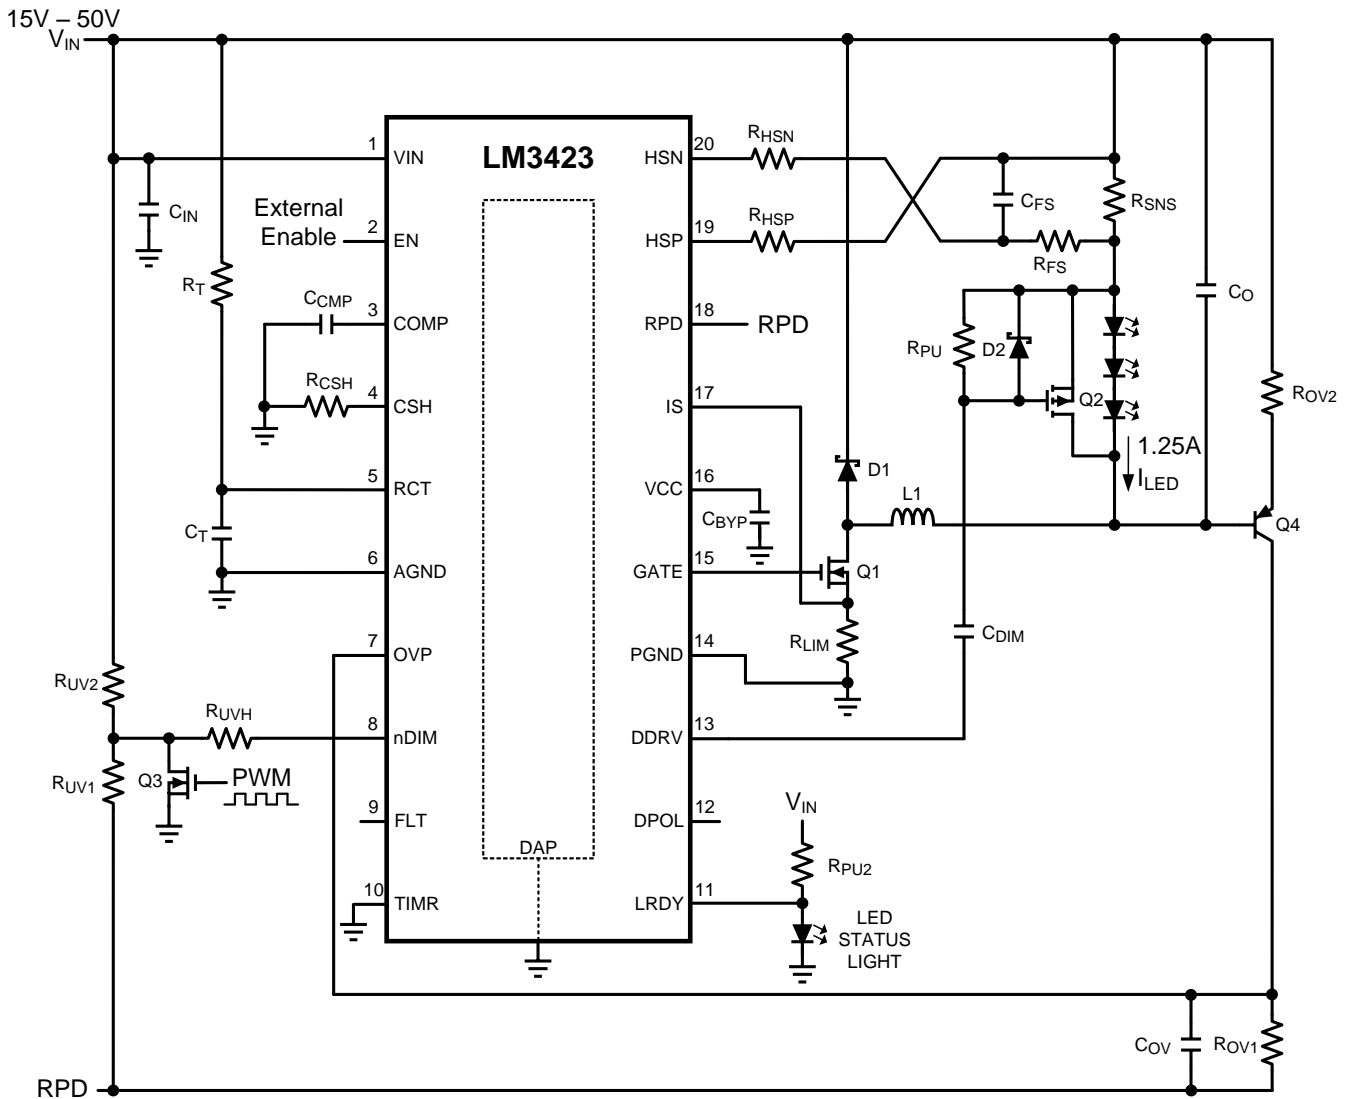 15V – 50V
VIN
LM3423
1
VIN
CIN
External
Enable
2
EN
RT
CCMP
3
COMP
RCSH
4
CSH
5
RCT
CT
6
AGND
7
OVP
RUV2
RUVH
8
nDIM
RUV1
Q3
PWM
9
FLT
10
TIMR
DAP
20
HSN
RHSN
19
HSP
RHSP
CFS
RSNS
RFS
18
RPD
RPD
RPU
D2
Q2
CO
ROV2
17
IS
1.25A
ILED
D1
16
VCC
CBYP
L1
Q4
15
GATE
Q1
RLIM
14
PGND
CDIM
13
DDRV
12
DPOL
VIN
RPU2
11
LRDY
LED
STATUS
LIGHT
COV
ROV1
RPD